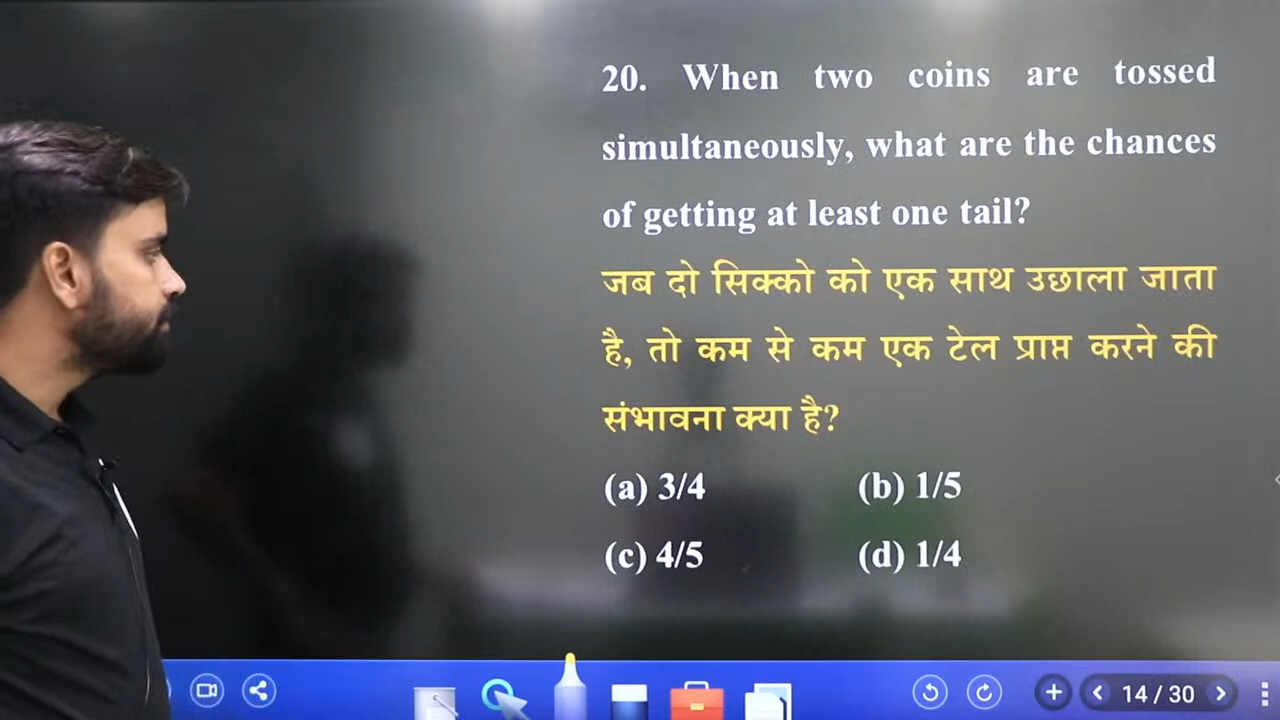 20. When two coins are tossed
simultaneously, what are the chances
of getting at least one tail?
जब दो सिक्को को एक साथ उछाला जाता
है, तो कम से कम एक टेल प्राप्त करने की
संभावना क्या है?
(a) 3/4 (b) 1/5
(c) 4/5 (d) 1/4
14 / 30